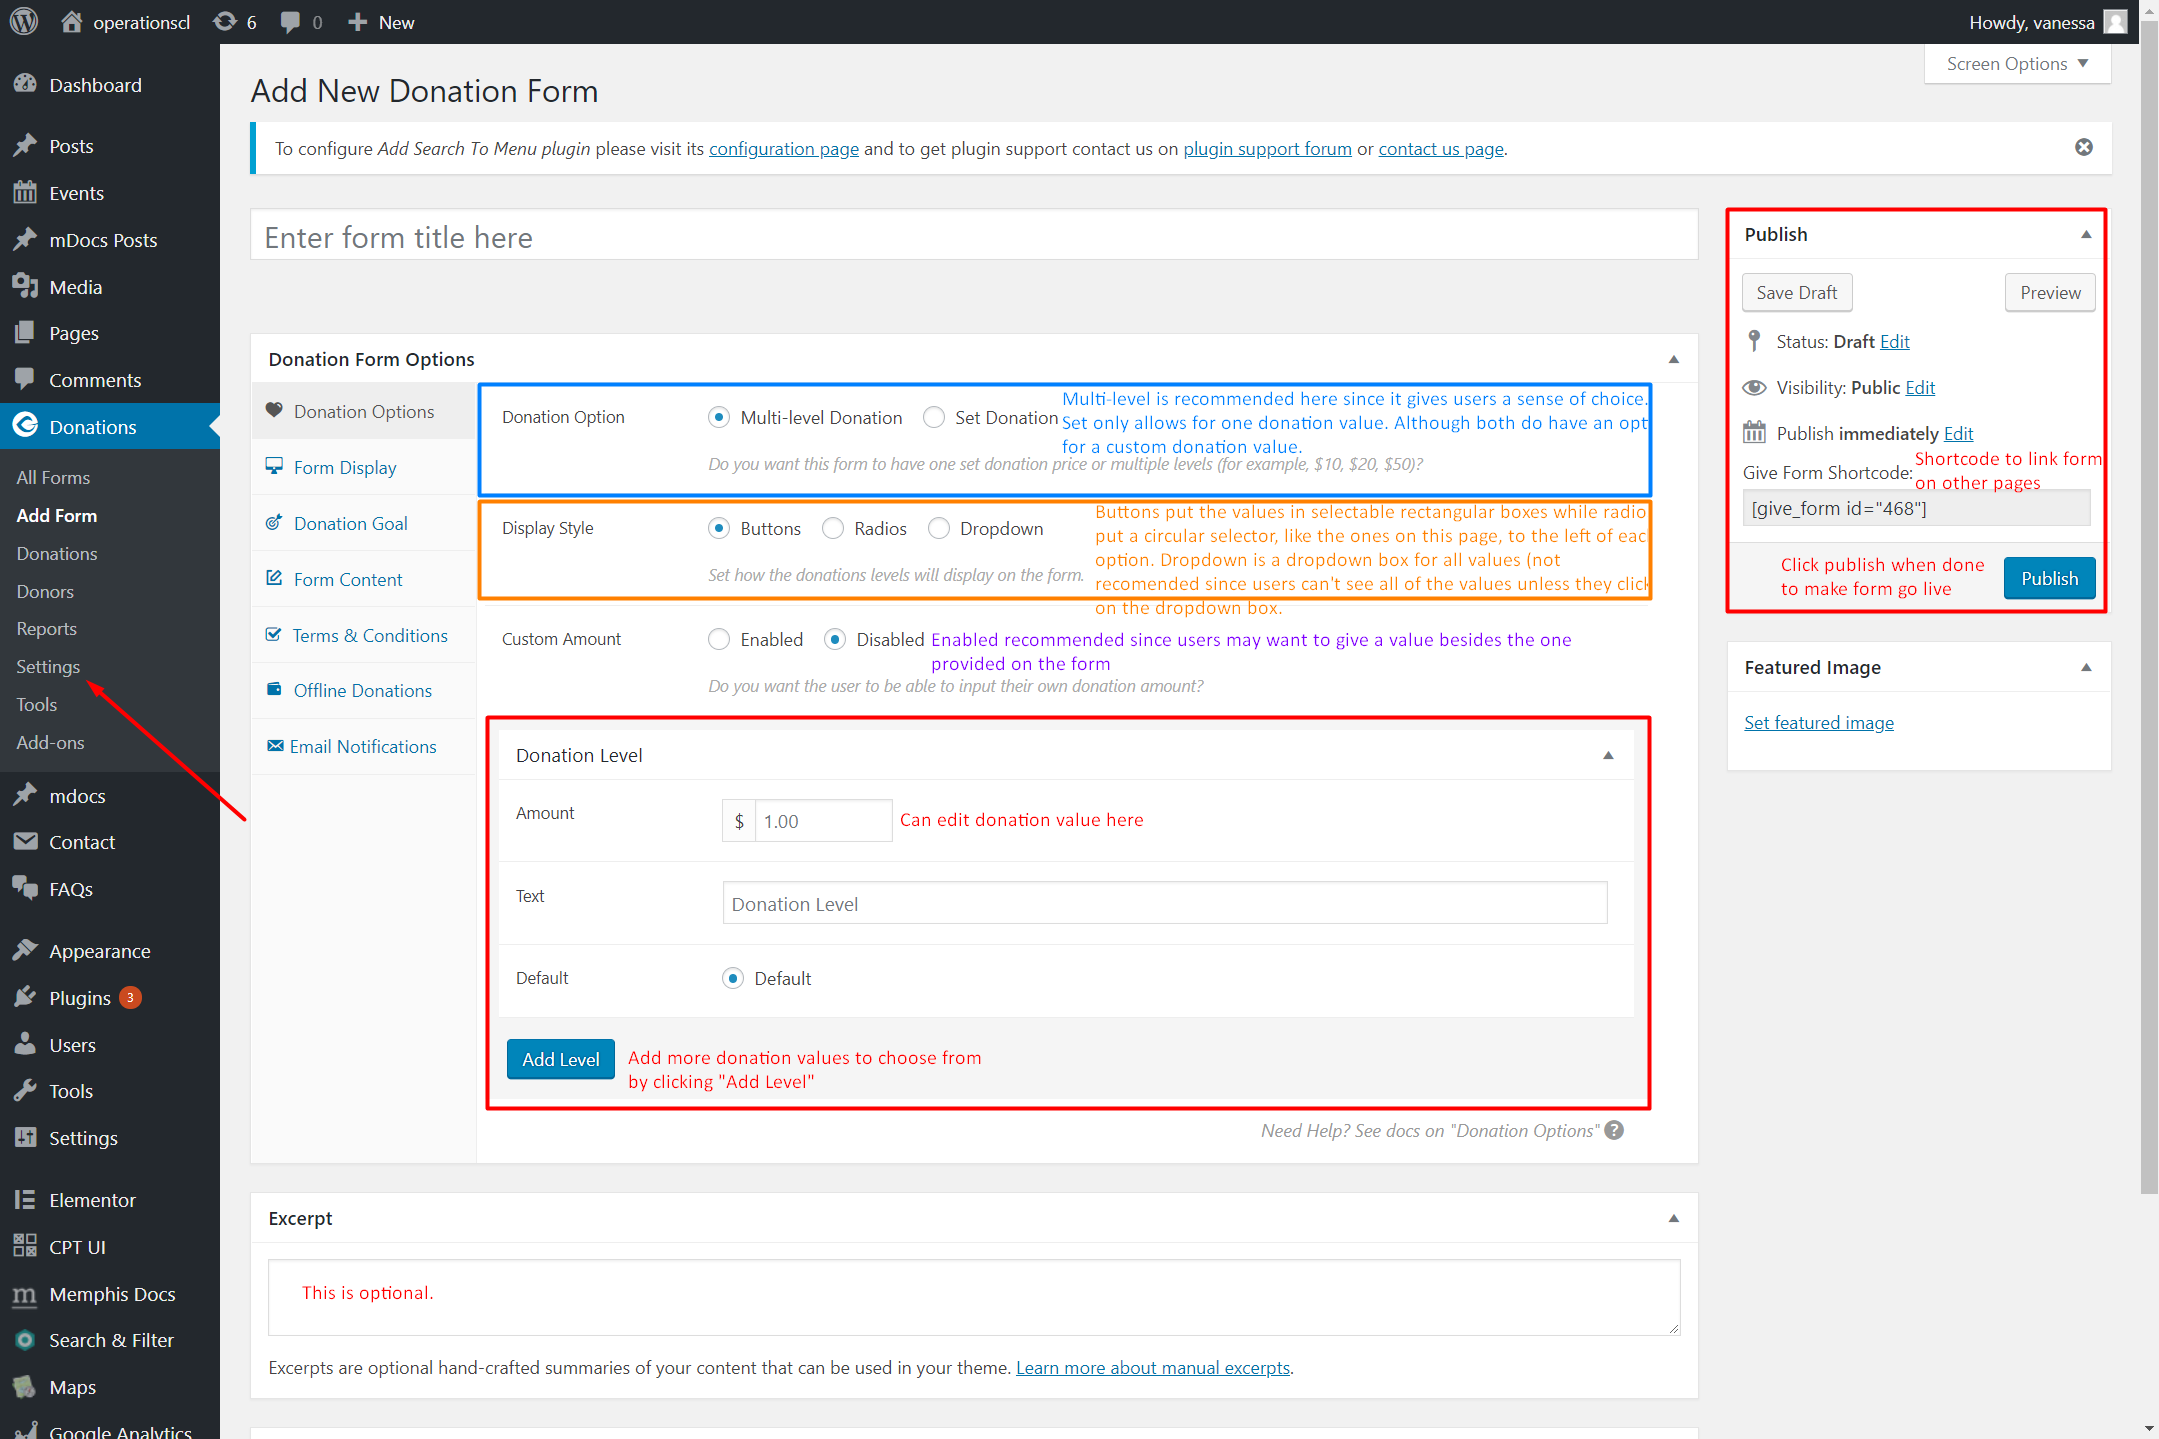 operationscl
6
0
New
Howdy, vanessa
Dashboard
Posts
Events
mDocs Posts
Media
Pages
Comments
Donations
All Forms
Add Form
Donations
Donors
Reports
Settings
Tools
Add-ons
mdocs
Contact
FAQs
Appearance
Plugins 3
Users
Tools
Settings
Elementor
CPT UI
Memphis Docs
Search & Filter
Maps
Google Analytics
Screen Options
Add New Donation Form
To configure Add Search To Menu plugin please visit its configuration page and to get plugin support contact us on plugin support forum or contact us page.
Enter form title here
Donation Form Options
Donation Options
Form Display
Donation Goal
Form Content
Terms & Conditions
Offline Donations
Email Notifications
Donation Option
Multi-level Donation
Set Donation
Multi-level is recommended here since it gives users a sense of choice.
Set only allows for one donation value. Although both do have an opt
for a custom donation value.
Do you want this form to have one set donation price or multiple levels (for example, $10, $20, $50)?
Display Style
Buttons
Radios
Dropdown
Set how the donations levels will display on the form.
Buttons put the values in selectable rectangular boxes while radio
put a circular selector, like the ones on this page, to the left of eac
option. Dropdown is a dropdown box for all values (not
recomended since users can't see all of the values unless they click
on the dropdown box.
Custom Amount
Enabled
Disabled
Enabled recommended since users may want to give a value besides the one
provided on the form
Do you want the user to be able to input their own donation amount?
Donation Level
Amount
$ 1.00
Can edit donation value here
Text
Donation Level
Default
Default
Add Level
Add more donation values to choose from
by clicking "Add Level"
Need Help? See docs on "Donation Options" ?
Excerpt
This is optional.
Excerpts are optional hand-crafted summaries of your content that can be used in your theme. Learn more about manual excerpts.
Publish
Save Draft
Preview
Status: Draft Edit
Visibility: Public Edit
Publish immediately Edit
Give Form Shortcode:
Shortcode to link form
on other pages
[give_form id="468"]
Click publish when done
to make form go live
Publish
Featured Image
Set featured image